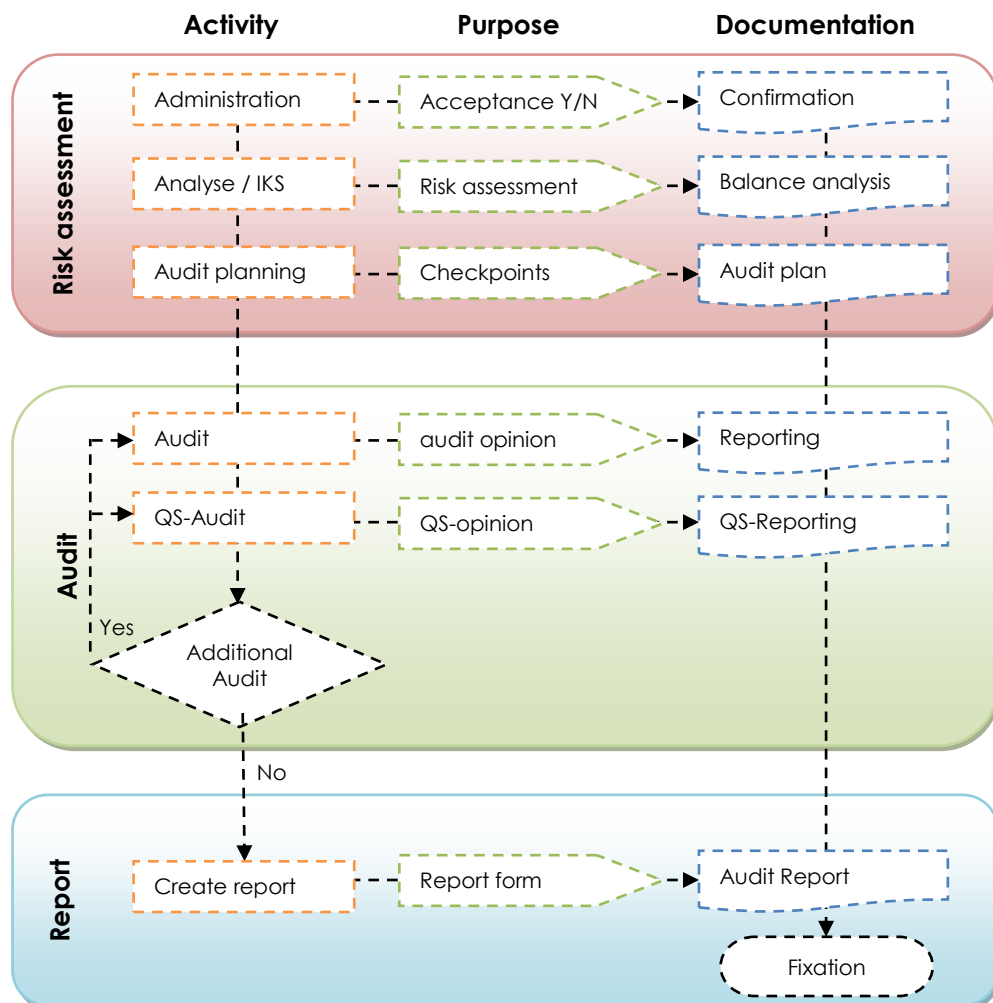 Activity Purpose Documentation
Risk assessment
Administration Acceptance Y/N Confirmation
Analyse / IKS Risk assessment Balance analysis
Audit planning Checkpoints Audit plan
Audit
Audit audit opinion Reporting
QS-Audit QS-opinion QS-Reporting
Yes
Additional
Audit
No
Report
Create report Report form Audit Report
Fixation